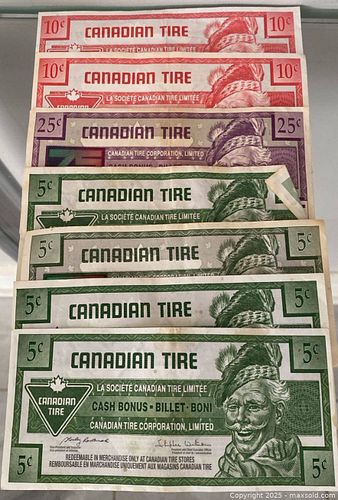 10¢ CANADIAN TIRE 10¢
LA SOCIÉTÉ CANADIAN TIRE LIMITÉE
10¢ CANADIAN TIRE 10¢
LA SOCIÉTÉ CANADIAN TIRE LIMITÉE
CANADIAN
25¢ CANADIAN TIRE 25¢
CANADIAN TIRE CORPORATION, LIMITED
CASH BONUS
5¢ CANADIAN TIRE
LA SOCIÉTÉ CANADIAN TIRE LIMITÉE
5¢ CANADIAN TIRE 5¢
5¢ CANADIAN TIRE 5¢
5¢ CANADIAN TIRE 5¢
LA SOCIÉTÉ CANADIAN TIRE LIMITÉE
CANADIAN TIRE
CASH BONUS • BILLET-BONI
CANADIAN TIRE CORPORATION, LIMITED
REDEEMABLE IN MERCHANDISE ONLY AT CANADIAN TIRE STORES
5¢ REMBOURSABLE EN MARCHANDISE UNIQUEMENT AUX MAGASINS CANADIAN TIRE 5¢
Copyright © 2025 - maxsold.com